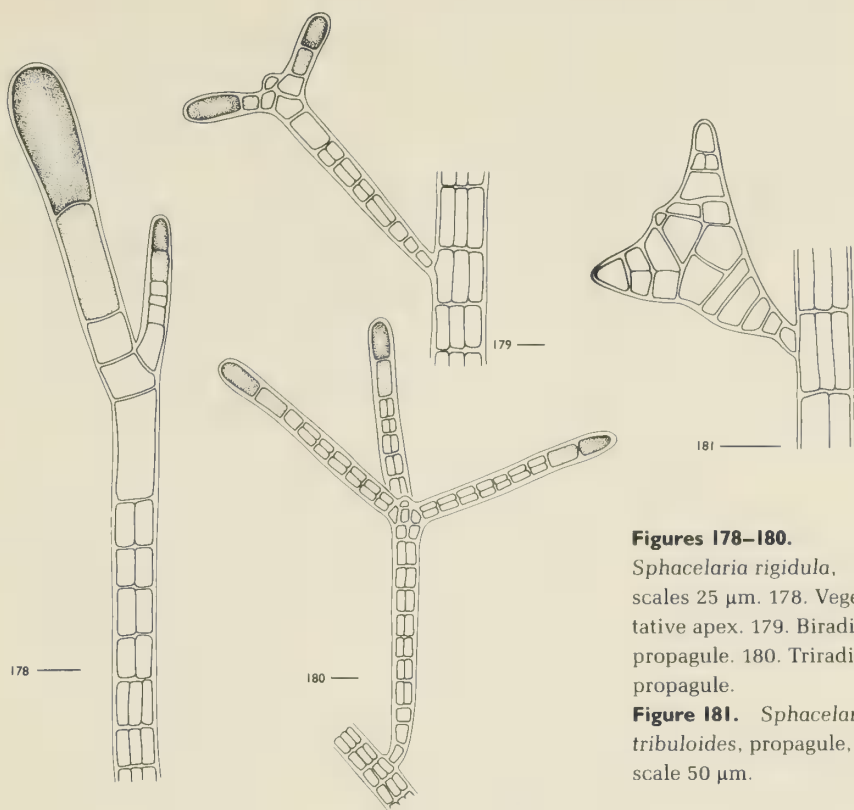 178
179
180
181
Figures 178–180.
Sphacelaria rigidula,
scales 25 μm. 178. Vege
tative apex. 179. Biradi
propagule. 180. Triradi
propagule.
Figure 181. Sphacelar
tribuloides, propagule,
scale 50 μm.